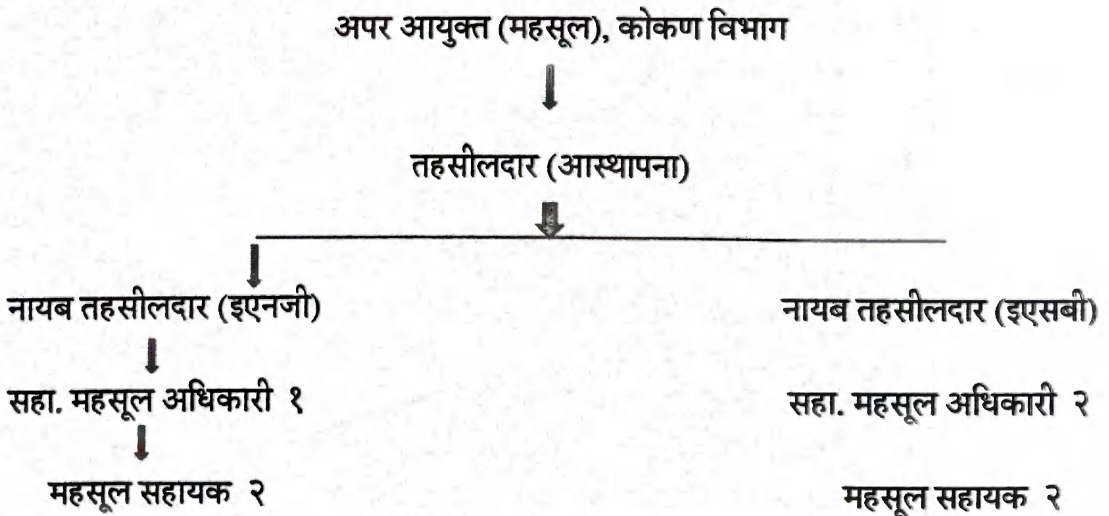 अपर आयुक्त (महसूल), कोकण विभाग
तहसीलदार (आस्थापना)
नायब तहसीलदार (इएनजी)
नायब तहसीलदार (इएसबी)
सहा. महसूल अधिकारी १
सहा. महसूल अधिकारी २
महसूल सहायक २
महसूल सहायक २